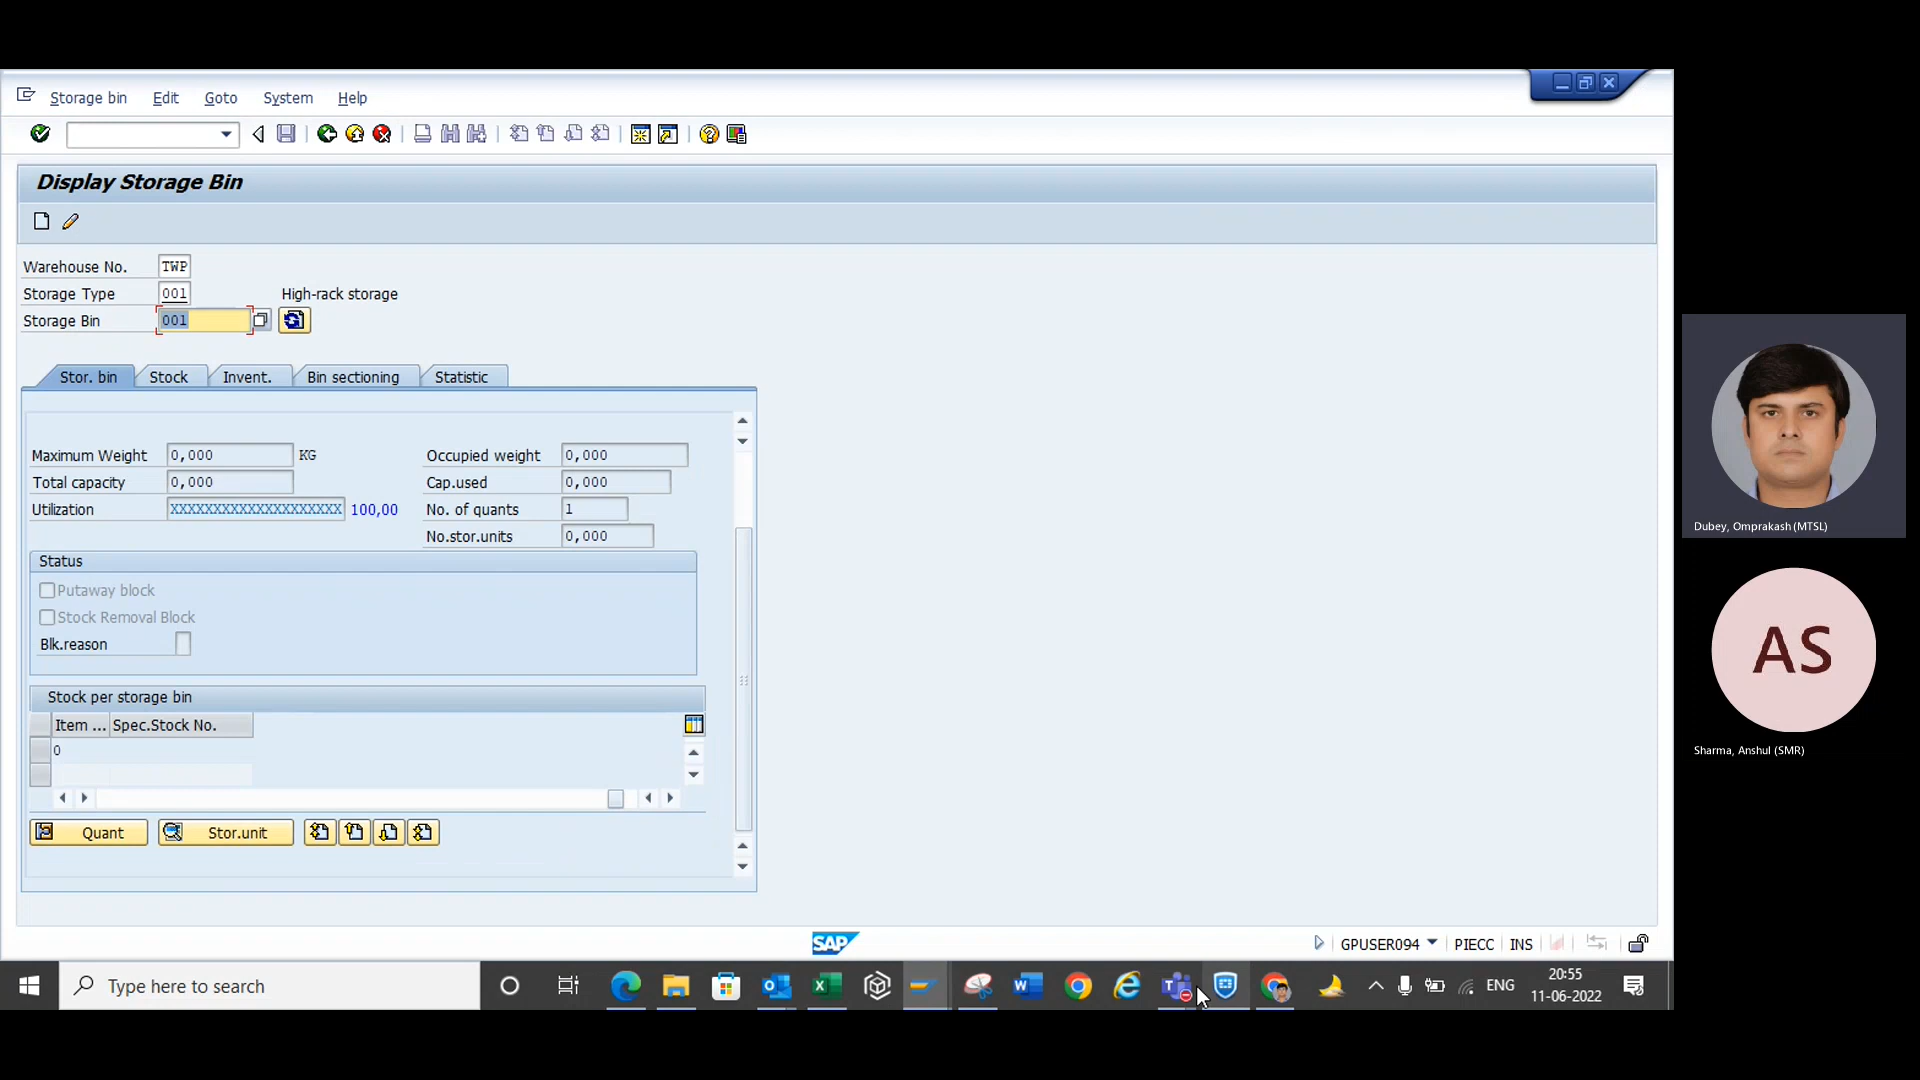 Storage bin Edit Goto System Help
Display Storage Bin
Warehouse No. TWP
Storage Type 001 High-rack storage
Storage Bin 001
Stor. bin Stock Invent. Bin sectioning Statistic
Maximum Weight 0,000 KG Occupied weight 0,000
Total capacity 0,000 Cap.used 0,000
Utilization XXXXXXXXXXXXXXXXXXXX 100,00 No. of quants 1
No.stor.units 0,000
Status
Putaway block
Stock Removal Block
Blk.reason
Stock per storage bin
Item ... Spec.Stock No.
0
Quant Stor.unit
SAP GPUSER094 PIECC INS
Type here to search ENG 20:55
11-06-2022
Dubey, Omprakash (MTSL)
AS
Sharma, Anshul (SMR)